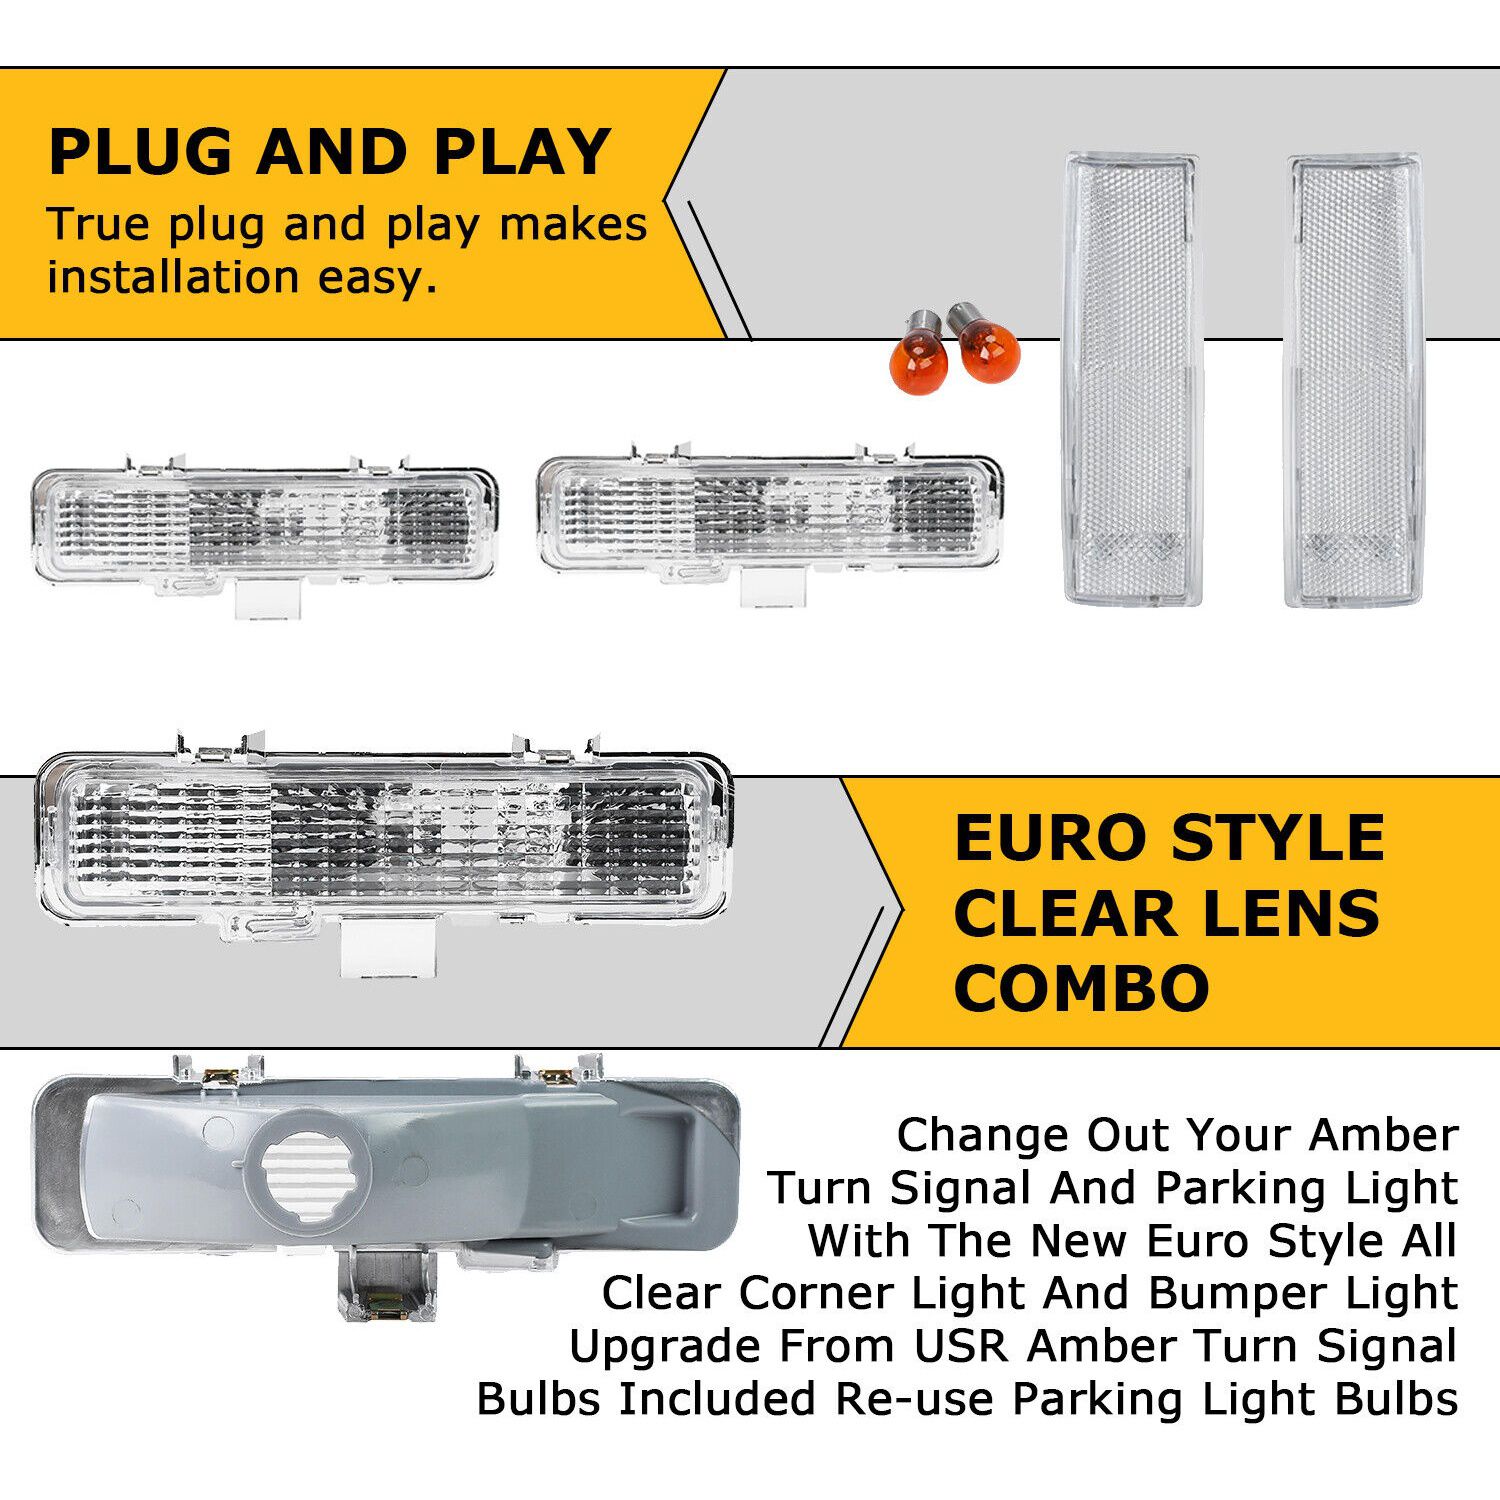 PLUG AND PLAY
True plug and play makes
installation easy.
EURO STYLE
CLEAR LENS
COMBO
Change Out Your Amber
Turn Signal And Parking Light
With The New Euro Style All
Clear Corner Light And Bumper Light
Upgrade From USR Amber Turn Signal
Bulbs Included Re-use Parking Light Bulbs